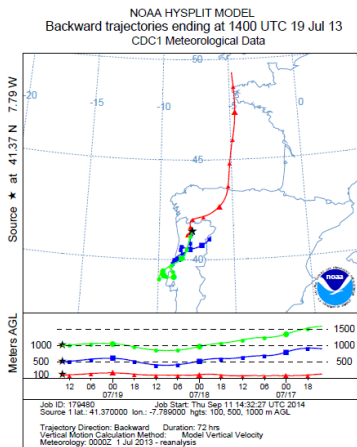 NOAA HYSPLIT MODEL
Backward trajectories ending at 1400 UTC 19 Jul 13
CDC1 Meteorological Data
Source ★ at 41.37 N 7.79 W
-20
-15
-10
-5
0
50
45
40
noaa
Meters AGL
1500
1000
1000
500
500
100
12 06 00 18 12 06 00 18 12 06 00 18
07/19 07/18 07/17
Job ID: 179480 Job Start: Thu Sep 11 14:32:27 UTC 2014
Source 1 lat.: 41.370000 lon.: -7.789000 hgts: 100, 500, 1000 m AGL
Trajectory Direction: Backward Duration: 72 hrs
Vertical Motion Calculation Method: Model Vertical Velocity
Meteorology: 0000Z 1 Jul 2013 - reanalysis